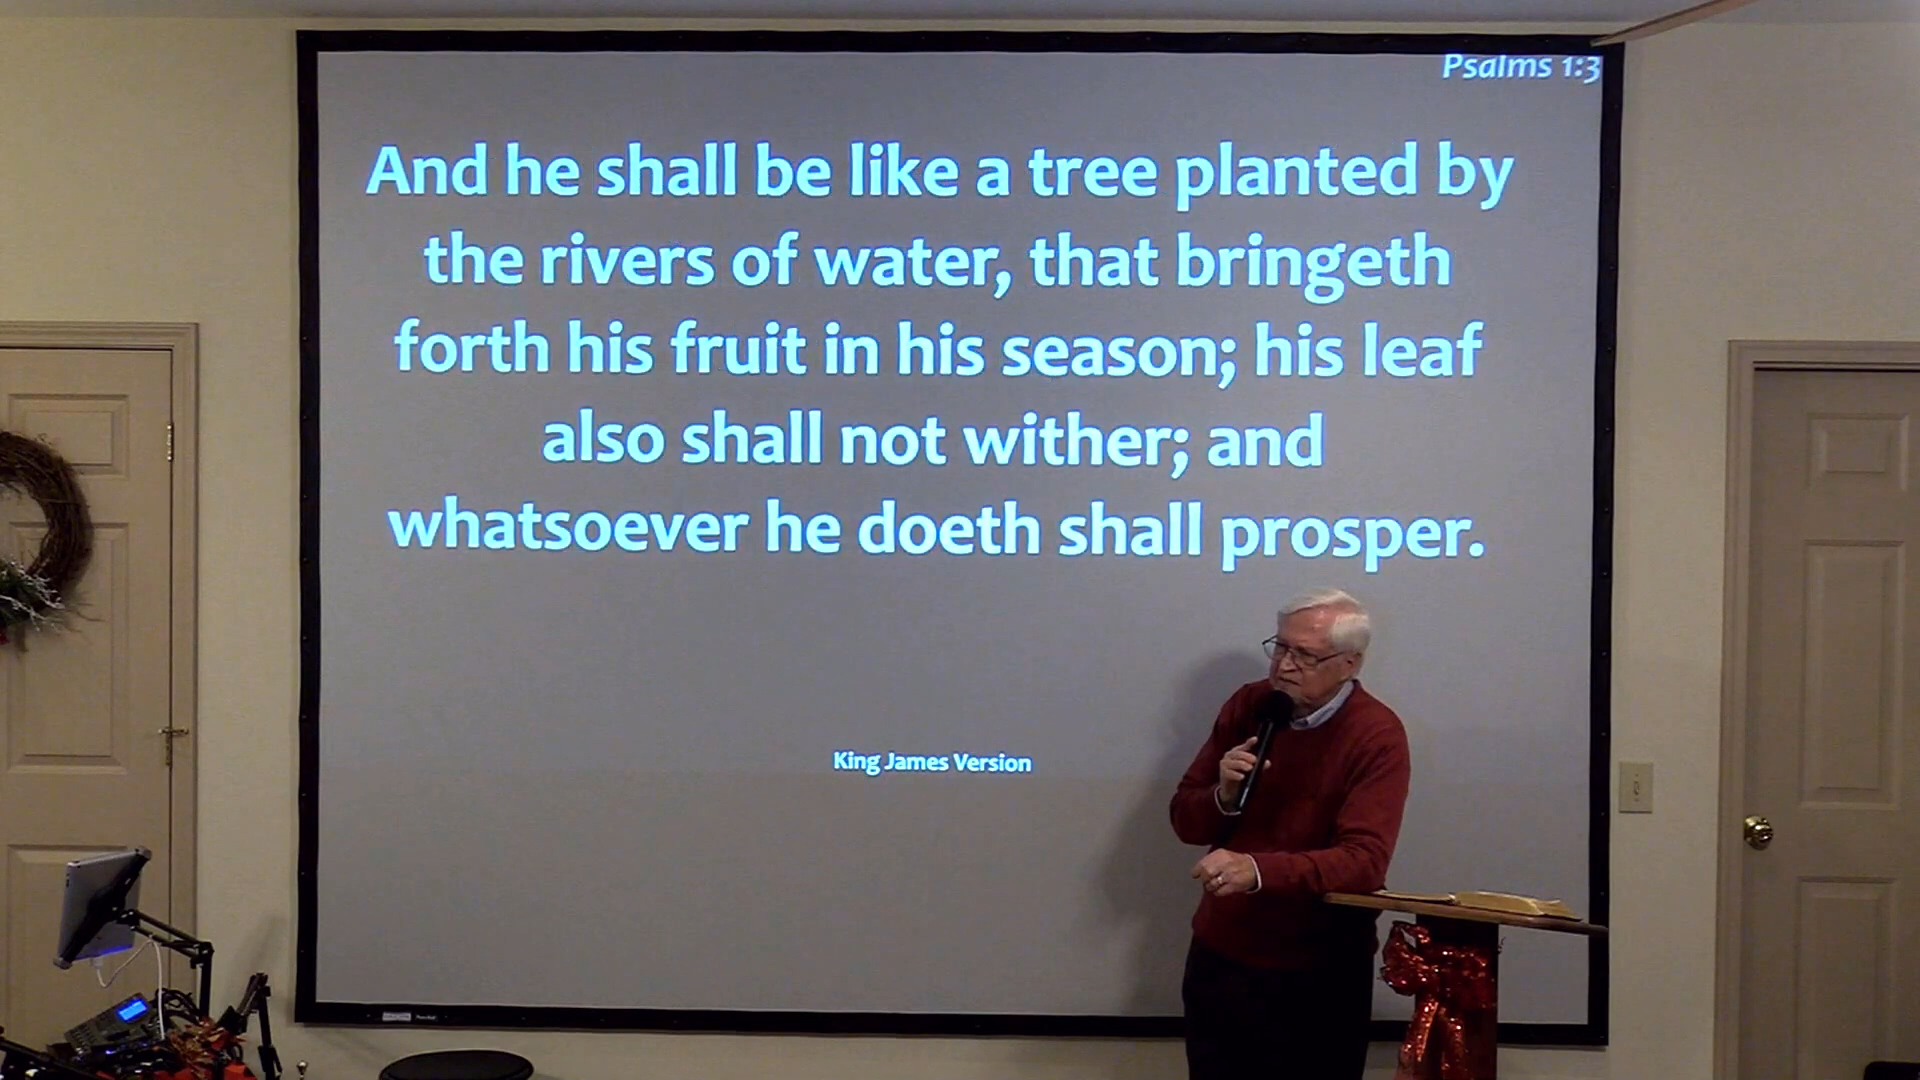 Psalms 1:3
And he shall be like a tree planted by
the rivers of water, that bringeth
forth his fruit in his season; his leaf
also shall not wither; and
whatsoever he doeth shall prosper.
King James Version